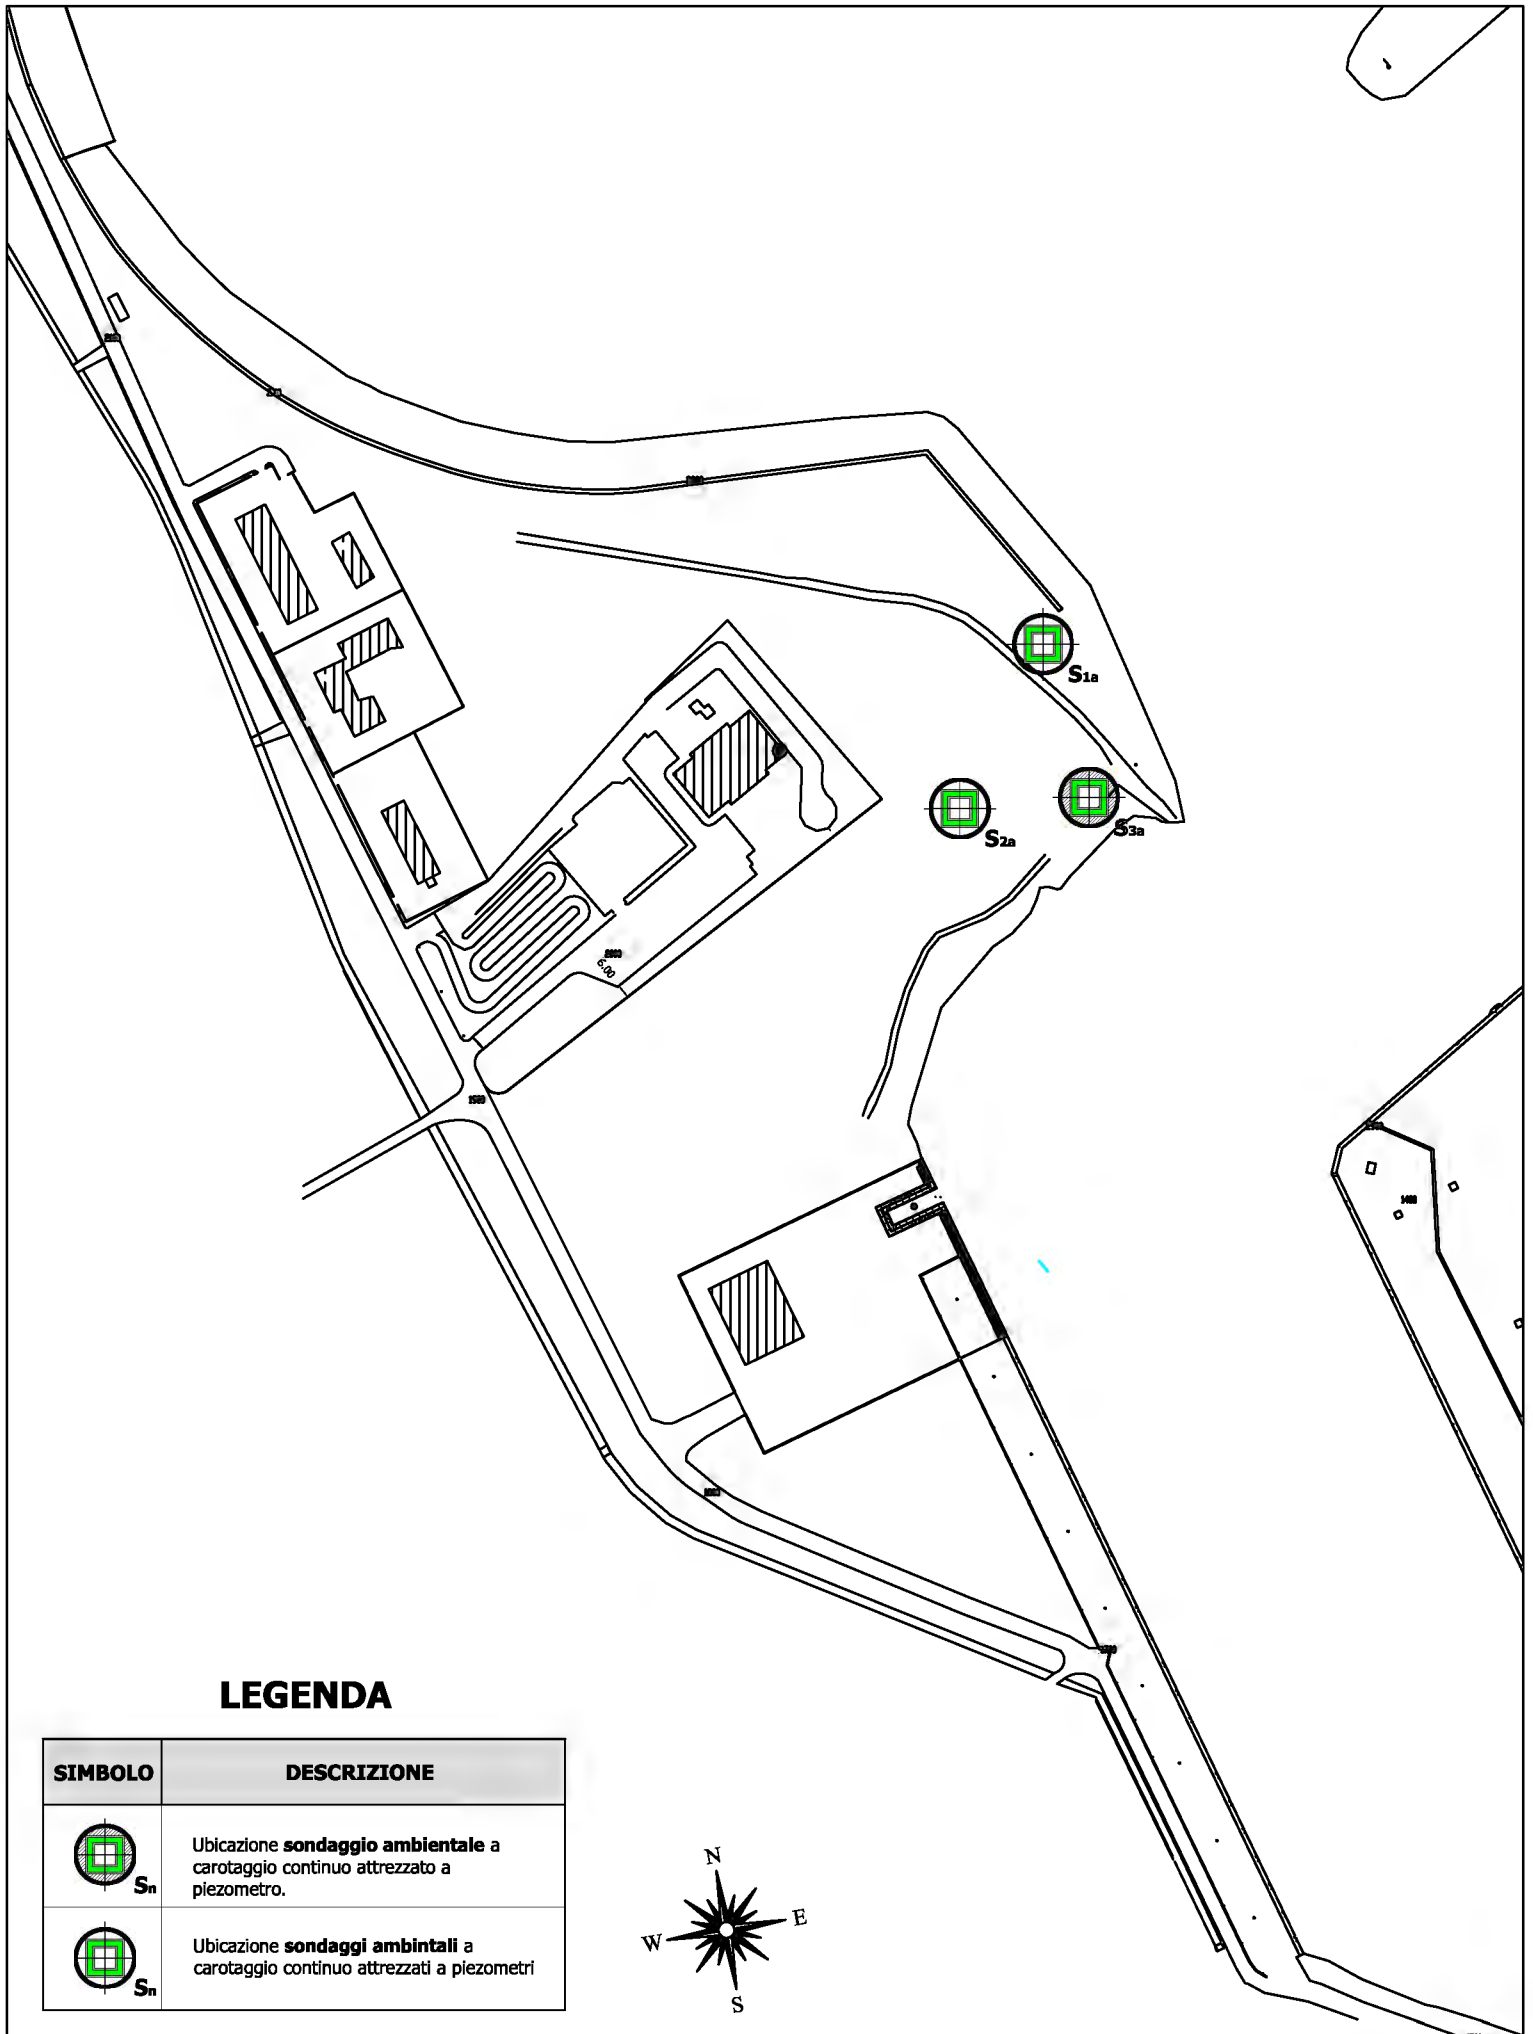 S1a
S2a
S3a
6.00
LEGENDA
SIMBOLO
DESCRIZIONE
Sn
Ubicazione sondaggio ambientale a
carotaggio continuo attrezzato a
piezometro.
Sn
Ubicazione sondaggi ambintali a
carotaggio continuo attrezzati a piezometri
N
E
W
S